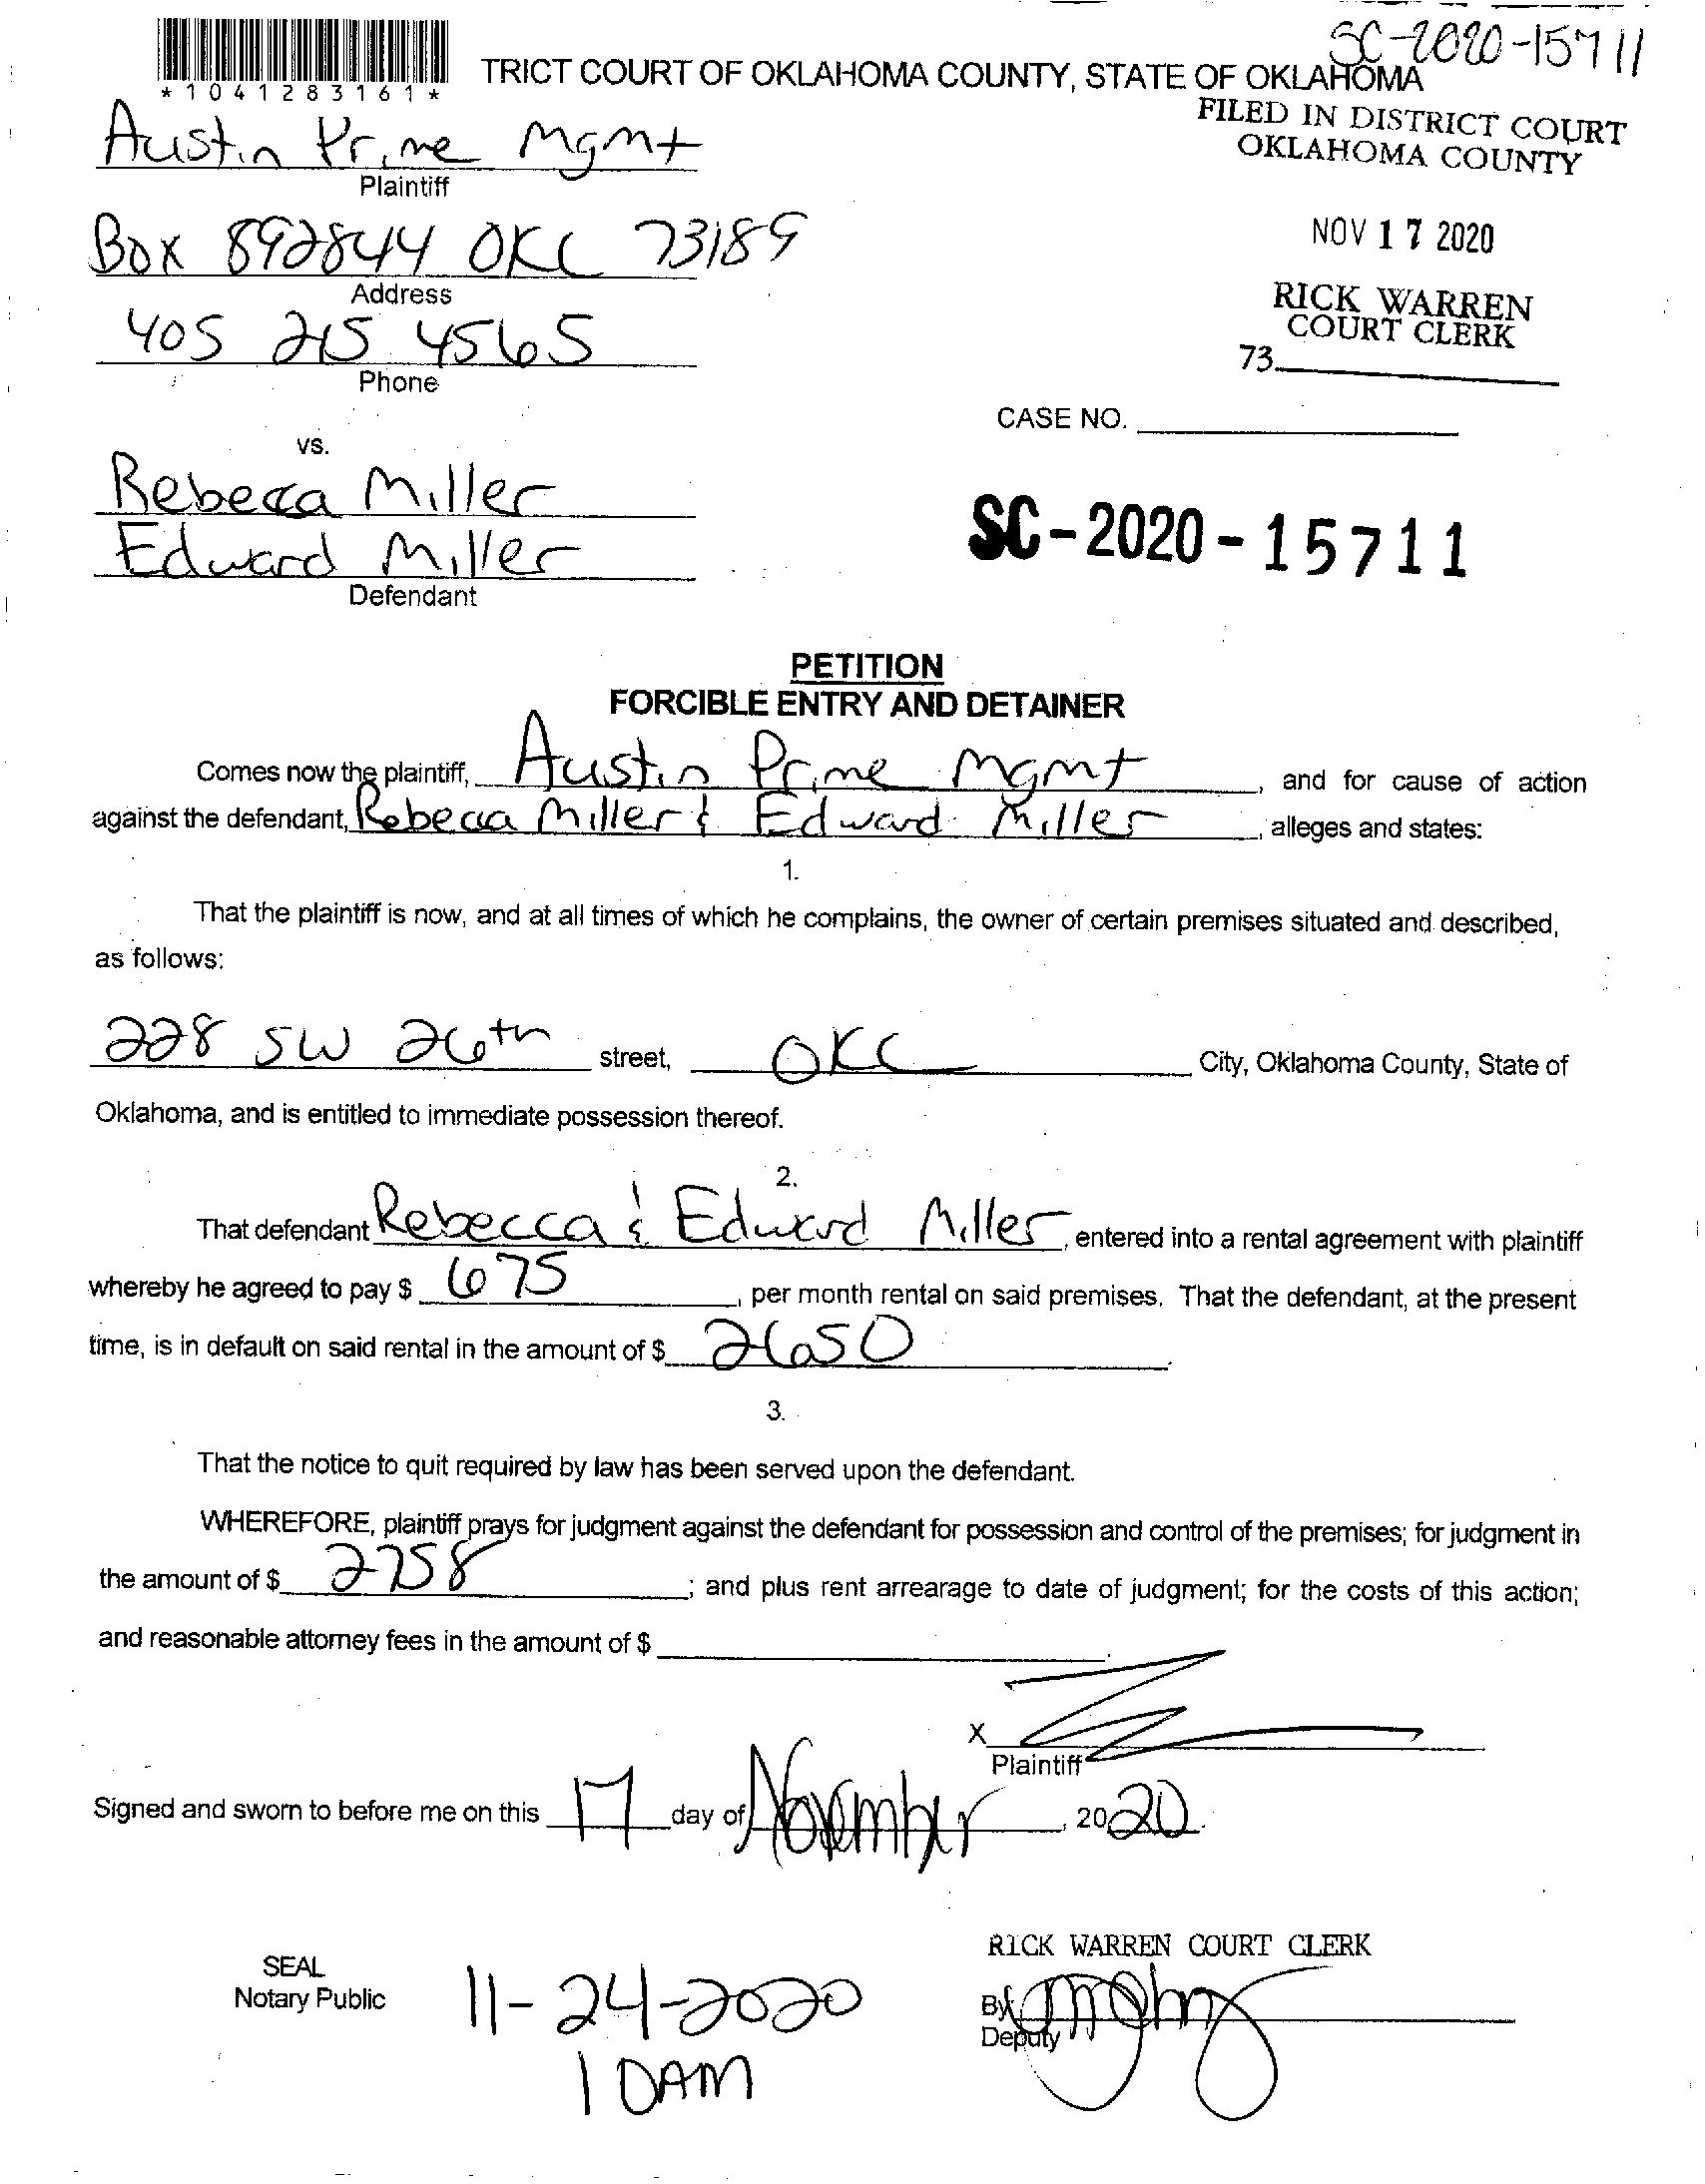 SC-2020-15711
*1041283161*
TRICT COURT OF OKLAHOMA COUNTY, STATE OF OKLAHOMA
FILED IN DISTRICT COURT
OKLAHOMA COUNTY
Austin Prime Mgmt
Plaintiff
Box 892844 OKC 73189
NOV 17 2020
Address
RICK WARREN
COURT CLERK
405 215 4565
73
Phone
CASE NO.
vs.
Rebecca Miller
Edward Miller
SC-2020-15711
Defendant
PETITION
FORCIBLE ENTRY AND DETAINER
Comes now the plaintiff, Austin Prime Mgmt, and for cause of action
against the defendant, Rebecca Miller & Edward Miller, alleges and states:
1.
That the plaintiff is now, and at all times of which he complains, the owner of certain premises situated and described,
as follows:
228 SW 26th street, OKC City, Oklahoma County, State of
Oklahoma, and is entitled to immediate possession thereof.
2.
That defendant Rebecca & Edward Miller, entered into a rental agreement with plaintiff
whereby he agreed to pay $ 675, per month rental on said premises. That the defendant, at the present
time, is in default on said rental in the amount of $ 2650.
3.
That the notice to quit required by law has been served upon the defendant.
WHEREFORE, plaintiff prays for judgment against the defendant for possession and control of the premises; for judgment in
the amount of $ 2758; and plus rent arrearage to date of judgment; for the costs of this action;
and reasonable attorney fees in the amount of $.
X
Plaintiff
Signed and sworn to before me on this 17 day of November, 2020.
RICK WARREN COURT CLERK
SEAL
Notary Public
11-24-2020
By
Deputy
10AM